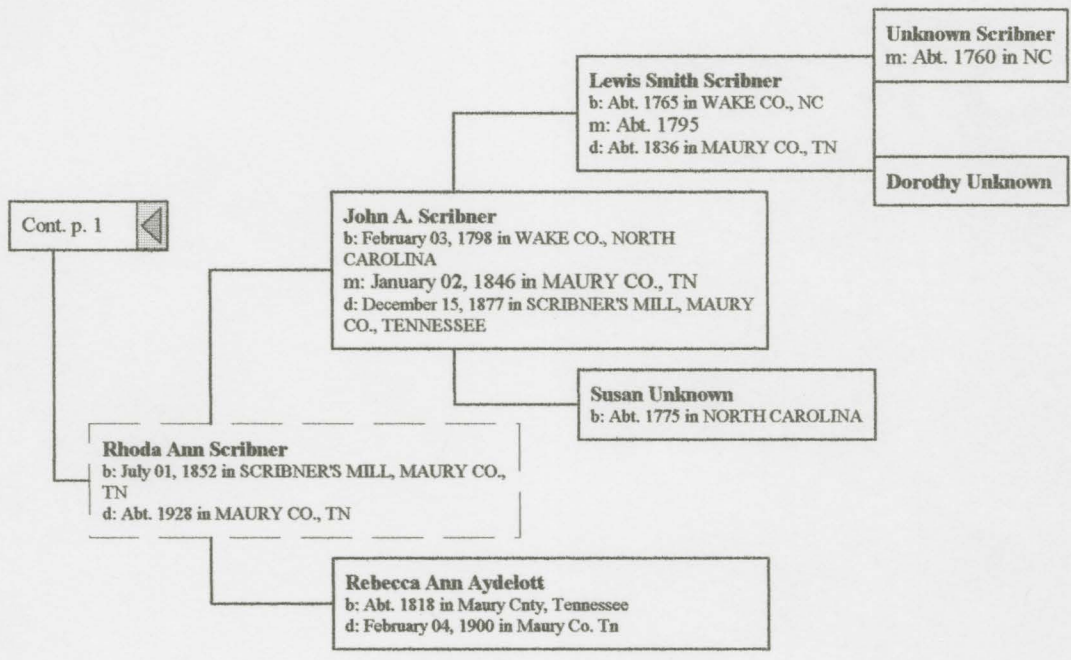 Unknown Scribner
m: Abt. 1760 in NC
Lewis Smith Scribner
b: Abt. 1765 in WAKE CO., NC
m: Abt. 1795
d: Abt. 1836 in MAURY CO., TN
Dorothy Unknown
Cont. p. 1
John A. Scribner
b: February 03, 1798 in WAKE CO., NORTH
CAROLINA
m: January 02, 1846 in MAURY CO., TN
d: December 15, 1877 in SCRIBNER'S MILL, MAURY
CO., TENNESSEE
Susan Unknown
b: Abt. 1775 in NORTH CAROLINA
Rhoda Ann Scribner
b: July 01, 1852 in SCRIBNER'S MILL, MAURY CO.,
TN
d: Abt. 1928 in MAURY CO., TN
Rebecca Ann Aydelott
b: Abt. 1818 in Maury Cnty, Tennessee
d: February 04, 1900 in Maury Co. Tn